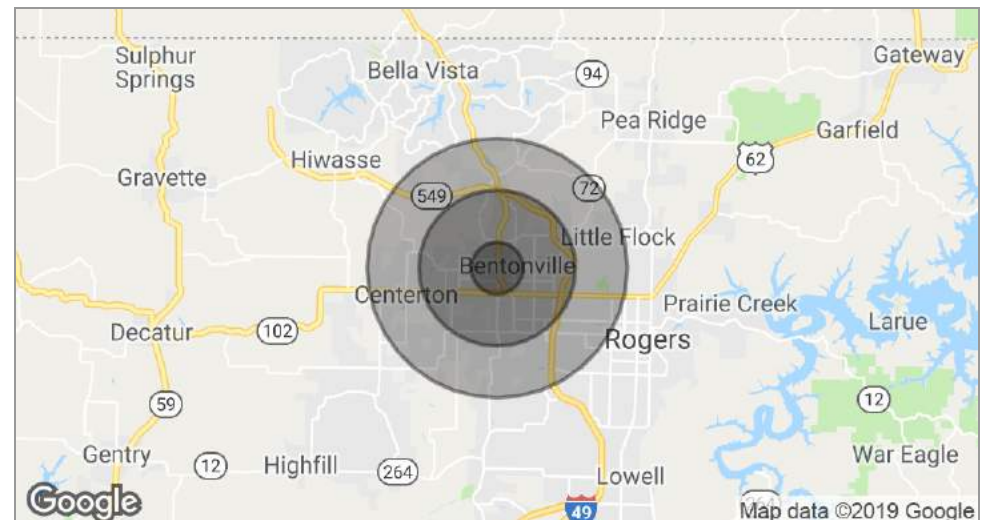 Sulphur
Springs
Bella Vista
94
Gateway
Pea Ridge
Garfield
62
Hiwasse
Gravette
549
72
Little Flock
Bentonville
Centerton
Prairie Creek
Larue
Decatur
102
Rogers
59
12
Gentry
12
Highfill
264
War Eagle
Lowell
264
Google
49
Map data ©2019 Google